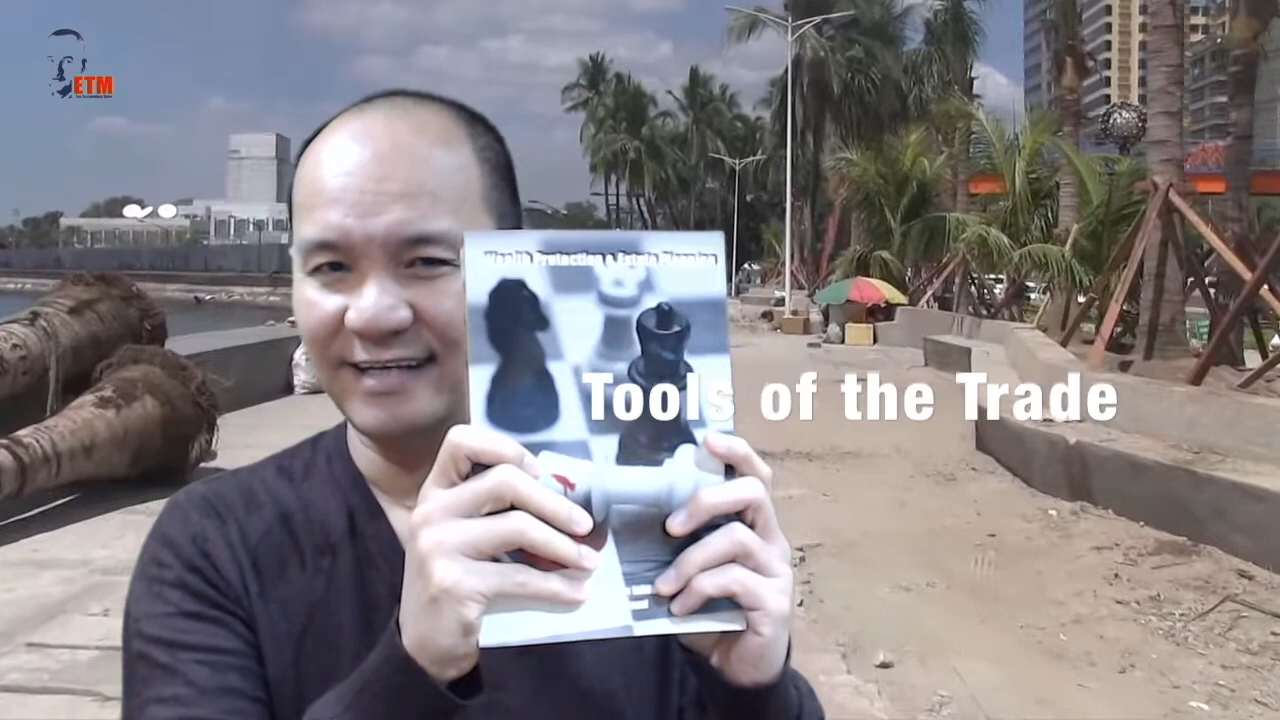 ETM
Wealth Protection & Estate Planning
Tools of the Trade